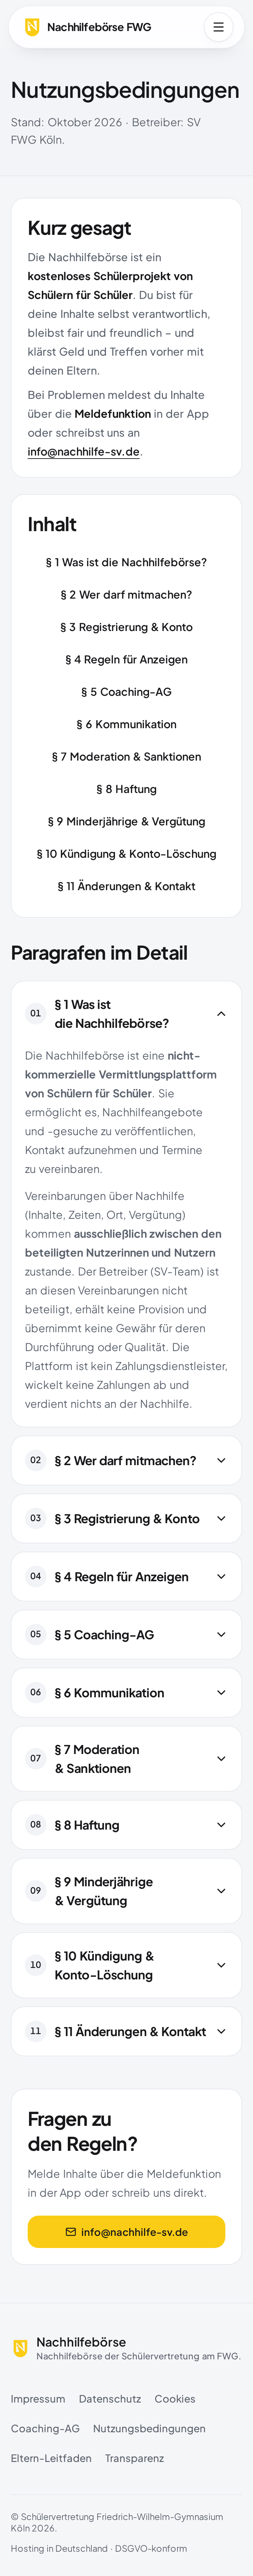 Nachhilfebörse FWG
Nutzungsbedingungen
Stand: Oktober 2026 · Betreiber: SV
FWG Köln.
Kurz gesagt
Die Nachhilfebörse ist ein
kostenloses Schülerprojekt von
Schülern für Schüler. Du bist für
deine Inhalte selbst verantwortlich,
bleibst fair und freundlich – und
klärst Geld und Treffen vorher mit
deinen Eltern.
Bei Problemen meldest du Inhalte
über die Meldefunktion in der App
oder schreibst uns an
info@nachhilfe-sv.de.
Inhalt
§ 1 Was ist die Nachhilfebörse?
§ 2 Wer darf mitmachen?
§ 3 Registrierung & Konto
§ 4 Regeln für Anzeigen
§ 5 Coaching-AG
§ 6 Kommunikation
§ 7 Moderation & Sanktionen
§ 8 Haftung
§ 9 Minderjährige & Vergütung
§ 10 Kündigung & Konto-Löschung
§ 11 Änderungen & Kontakt
Paragrafen im Detail
01 § 1 Was ist
die Nachhilfebörse?
Die Nachhilfebörse ist eine nicht-
kommerzielle Vermittlungsplattform
von Schülern für Schüler. Sie
ermöglicht es, Nachhilfeangebote
und -gesuche zu veröffentlichen,
Kontakt aufzunehmen und Termine
zu vereinbaren.
Vereinbarungen über Nachhilfe
(Inhalte, Zeiten, Ort, Vergütung)
kommen ausschließlich zwischen den
beteiligten Nutzerinnen und Nutzern
zustande. Der Betreiber (SV-Team) ist
an diesen Vereinbarungen nicht
beteiligt, erhält keine Provision und
übernimmt keine Gewähr für deren
Durchführung oder Qualität. Die
Plattform ist kein Zahlungsdienstleister,
wickelt keine Zahlungen ab und
verdient nichts an der Nachhilfe.
02 § 2 Wer darf mitmachen?
03 § 3 Registrierung & Konto
04 § 4 Regeln für Anzeigen
05 § 5 Coaching-AG
06 § 6 Kommunikation
07 § 7 Moderation
& Sanktionen
08 § 8 Haftung
09 § 9 Minderjährige
& Vergütung
10 § 10 Kündigung &
Konto-Löschung
11 § 11 Änderungen & Kontakt
Fragen zu
den Regeln?
Melde Inhalte über die Meldefunktion
in der App oder schreib uns direkt.
info@nachhilfe-sv.de
Nachhilfebörse
Nachhilfebörse der Schülervertretung am FWG.
Impressum Datenschutz Cookies
Coaching-AG Nutzungsbedingungen
Eltern-Leitfaden Transparenz
© Schülervertretung Friedrich-Wilhelm-Gymnasium
Köln 2026.
Hosting in Deutschland · DSGVO-konform